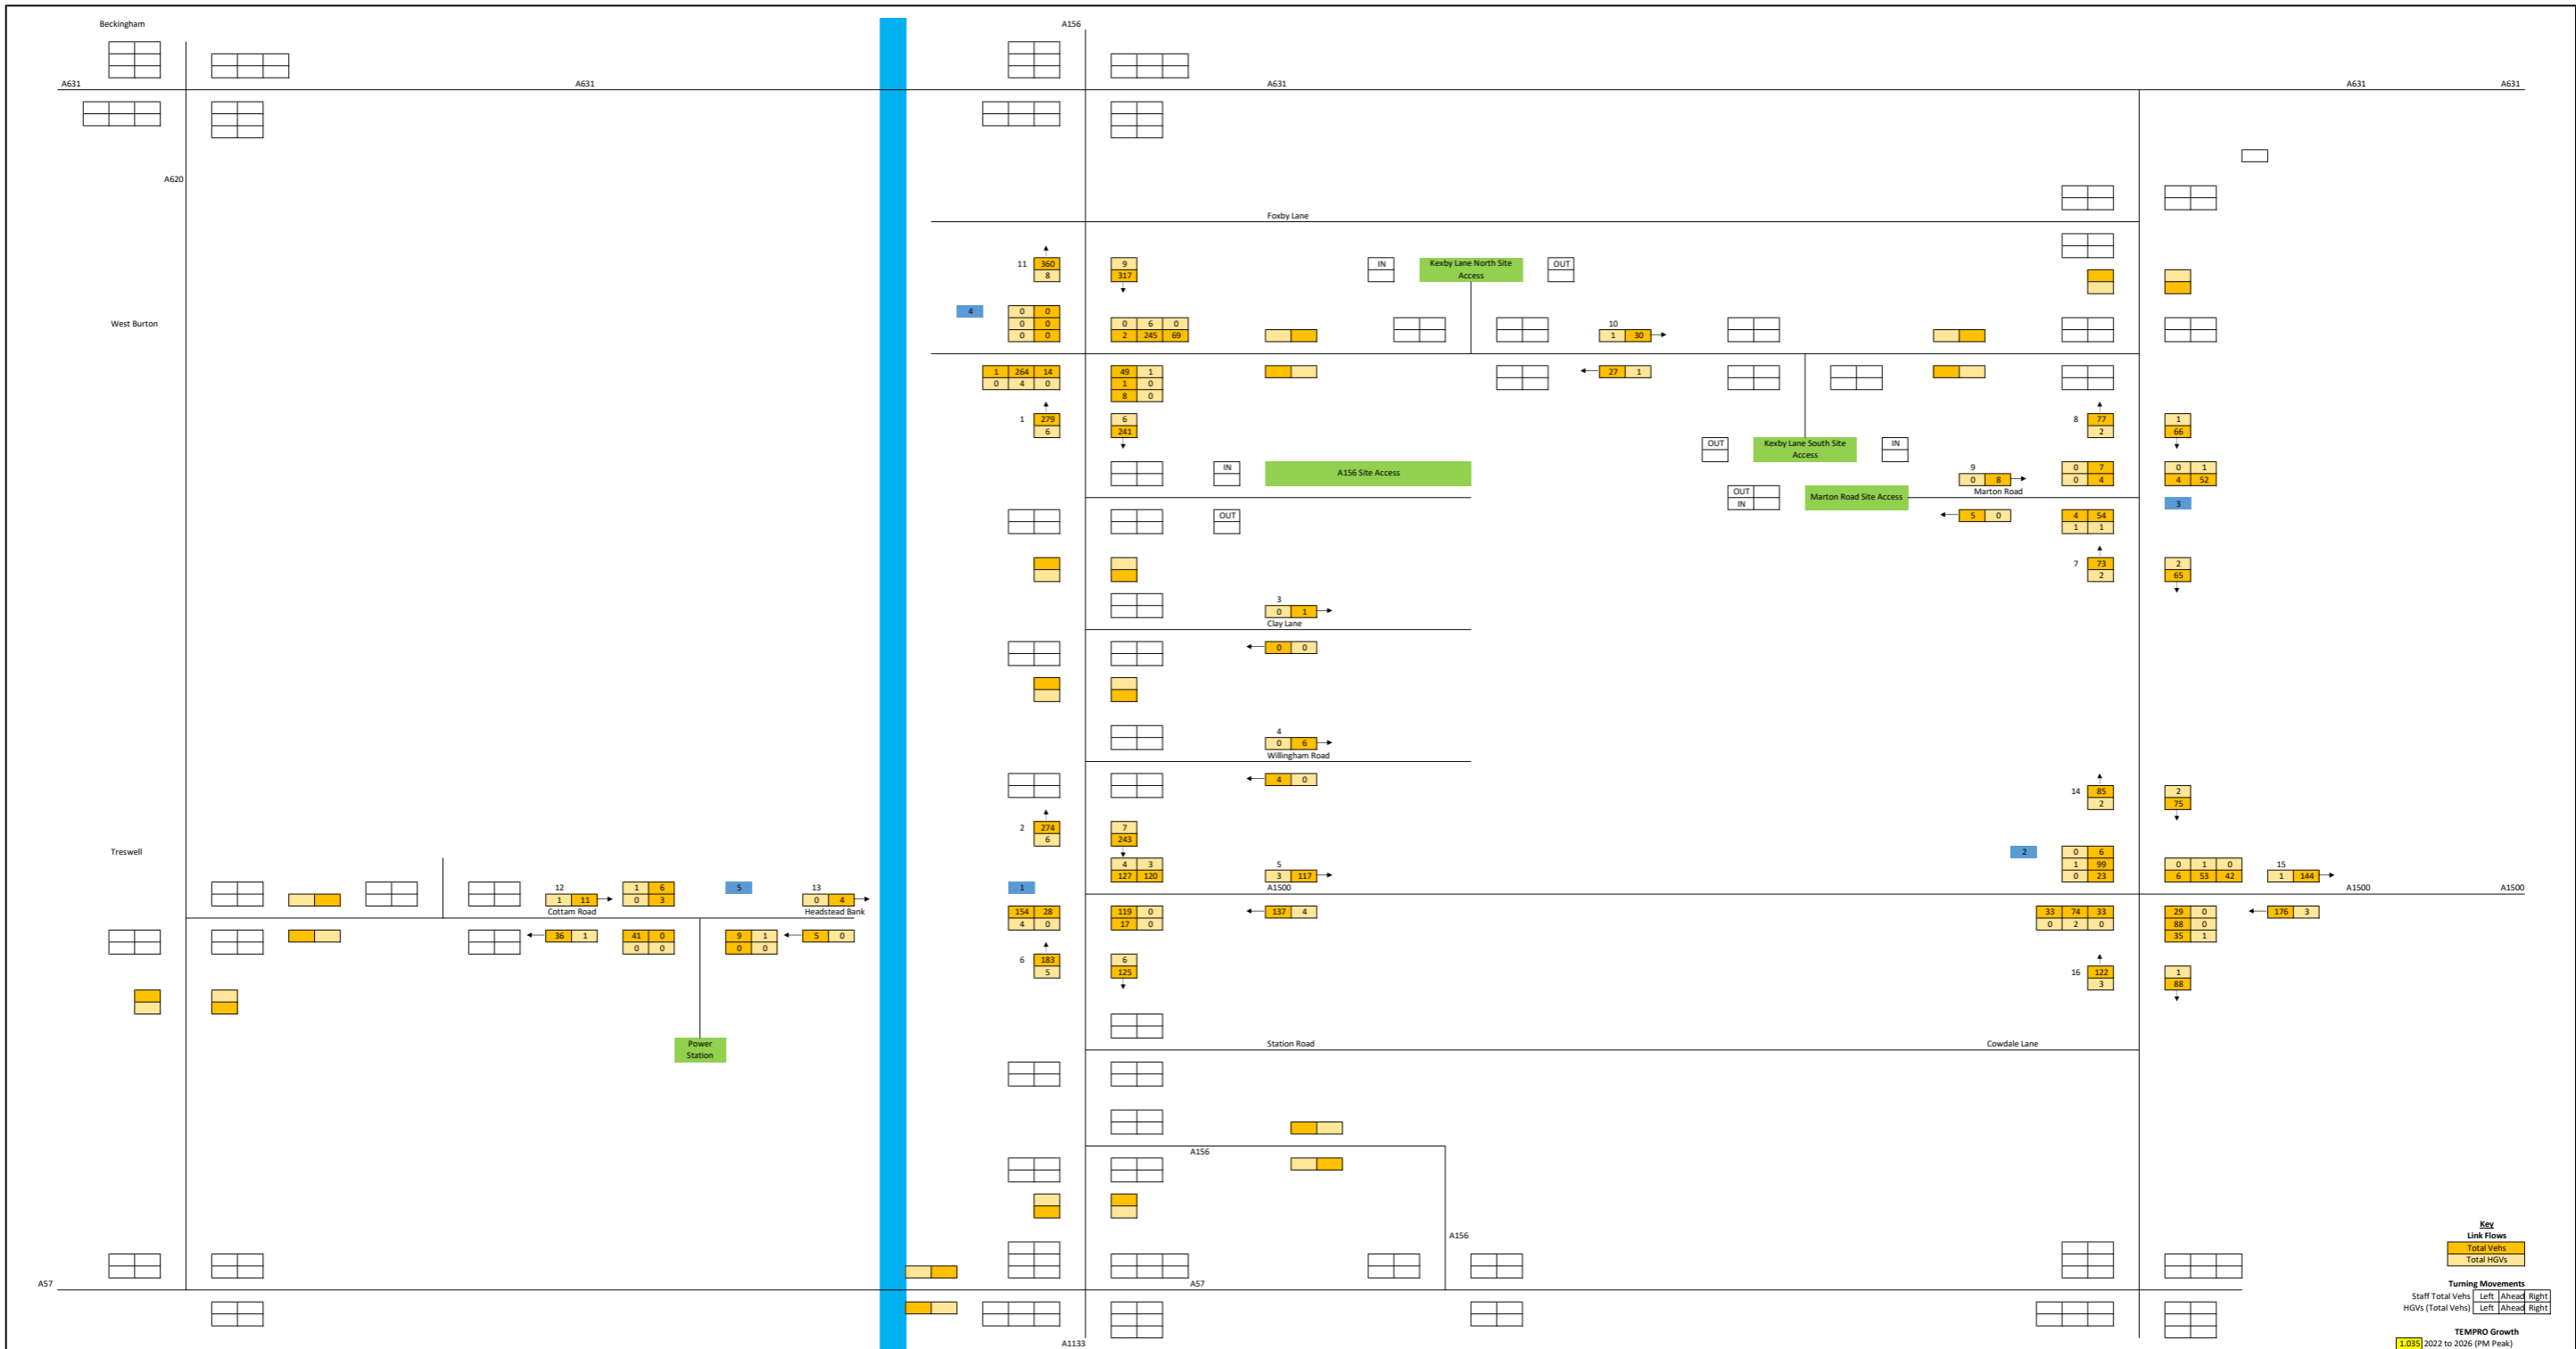 Beckingham
A156
A631 A631 A631 A631 A631
A620
Foxby Lane
11 360 9
8 317
IN Kexby Lane North Site OUT
Access
4 0 0
0 0 0 6 0 10
0 0 2 245 69 1 30
West Burton
1 264 14 49 1 27 1
0 4 0 1 0
8 0
1 279 6 8 77 1
6 241 2 66
OUT Kexby Lane South Site IN
Access
IN A156 Site Access 9 0 7 0 1
0 8 0 4 4 52
Marton Road
OUT Marton Road Site Access 3
IN
OUT 5 0 4 54
1 1
7 73 2
2 65
3
0 1
Clay Lane
0 0
4
0 6
Willingham Road
4 0
14 85 2
2 75
2 274 7
6 243
Treswell
4 3 5 2 0 6
127 120 3 117 1 99 0 1 0 15
0 23 6 53 42 1 144
12 1 6 5 13 1 A1500 A1500 A1500
1 11 0 3 0 4
Cottam Road Headstead Bank
154 28 119 0 137 4 33 74 33 29 0 176 3
4 0 17 0 0 2 0 88 0
35 1
36 1 41 0 9 1 5 0
0 0 0 0
6 183 6 16 122 1
5 125 3 88
Power
Station
Station Road Cowdale Lane
A156
A156
A57 A57
A1133
Key
Link Flows
Total Vehs
Total HGVs
Turning Movements
Staff Total Vehs Left Ahead Right
HGVs (Total Vehs) Left Ahead Right
TEMPRO Growth
1.035 2022 to 2026 (PM Peak)